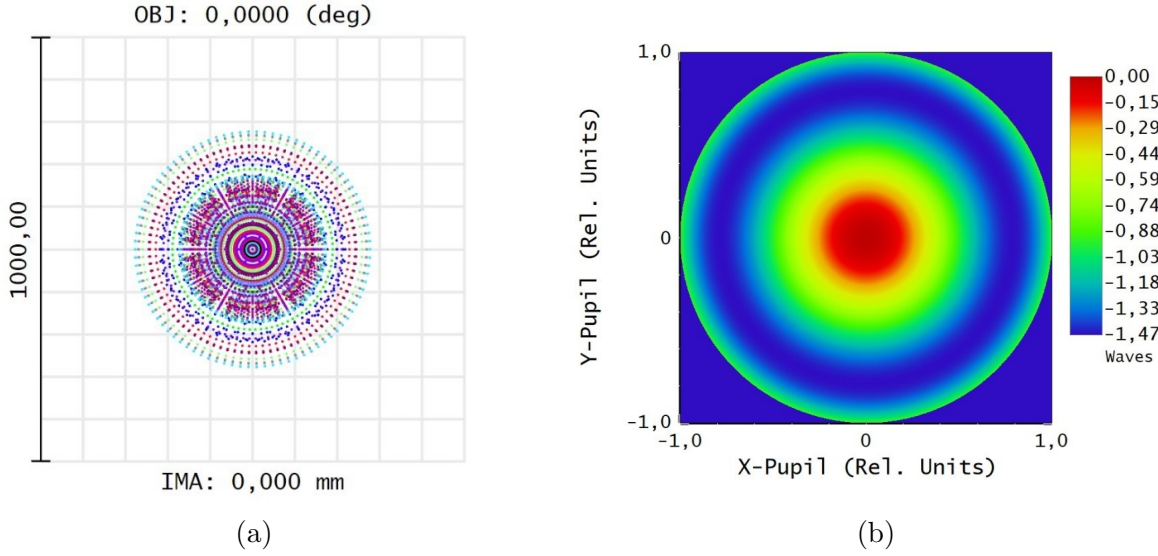 OBJ: 0,0000 (deg)
1000,00
IMA: 0,000 mm
(a)
1,0
0
-1,0
Y-Pupil (Rel. Units)
-1,0 0 1,0
X-Pupil (Rel. Units)
0,00
-0,15
-0,29
-0,44
-0,59
-0,74
-0,88
-1,03
-1,18
-1,33
-1,47
Waves
(b)